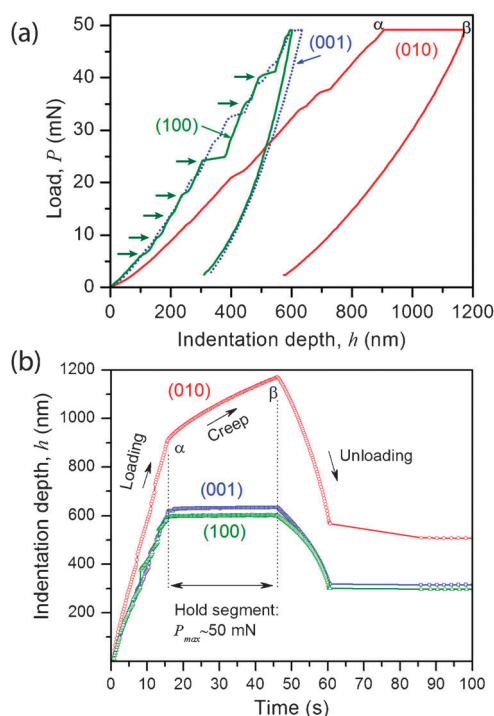 (a)
50
40
30
20
10
0
Load, P (mN)
α
β
(001)
(010)
(100)
0 200 400 600 800 1000 1200
Indentation depth, h (nm)
(b)
1200
1000
800
600
400
200
Indentation depth, h (nm)
(010)
β
α
Creep
Loading
Unloading
(001)
(100)
Hold segment:
Pmax~50 mN
0 10 20 30 40 50 60 70 80 90 100
Time (s)